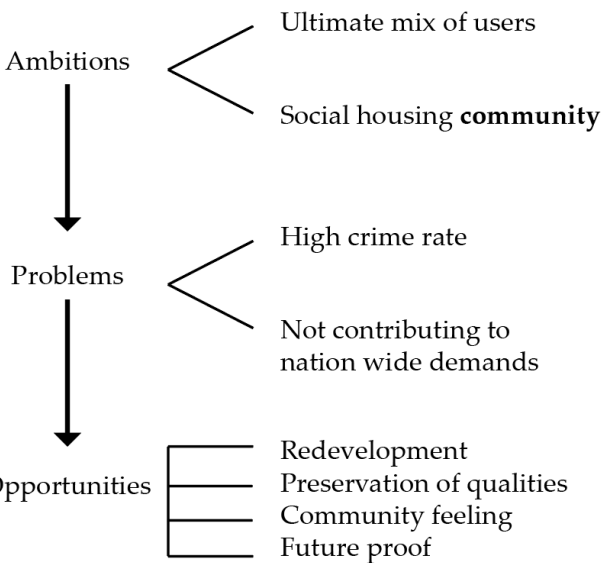 Ultimate mix of users
Ambitions
Social housing community
High crime rate
Problems
Not contributing to
nation wide demands
Redevelopment
Opportunities
Preservation of qualities
Community feeling
Future proof